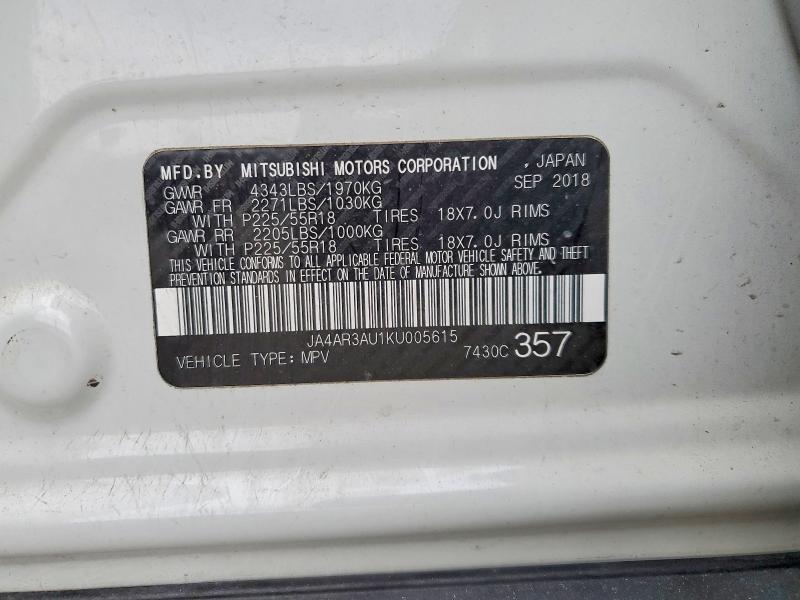 MFD.BY MITSUBISHI MOTORS CORPORATION , JAPAN
GVWR 4343LBS/1970KG SEP 2018
GAWR FR 2271LBS/1030KG
WITH P225/55R18 TIRES 18X7.0J RIMS
GAWR RR 2205LBS/1000KG
WITH P225/55R18 TIRES 18X7.0J RIMS
THIS VEHICLE CONFORMS TO ALL APPLICABLE FEDERAL MOTOR VEHICLE SAFETY AND THEFT
PREVENTION STANDARDS IN EFFECT ON THE DATE OF MANUFACTURE SHOWN ABOVE.
JA4AR3AU1KU005615
VEHICLE TYPE: MPV 7430C 357